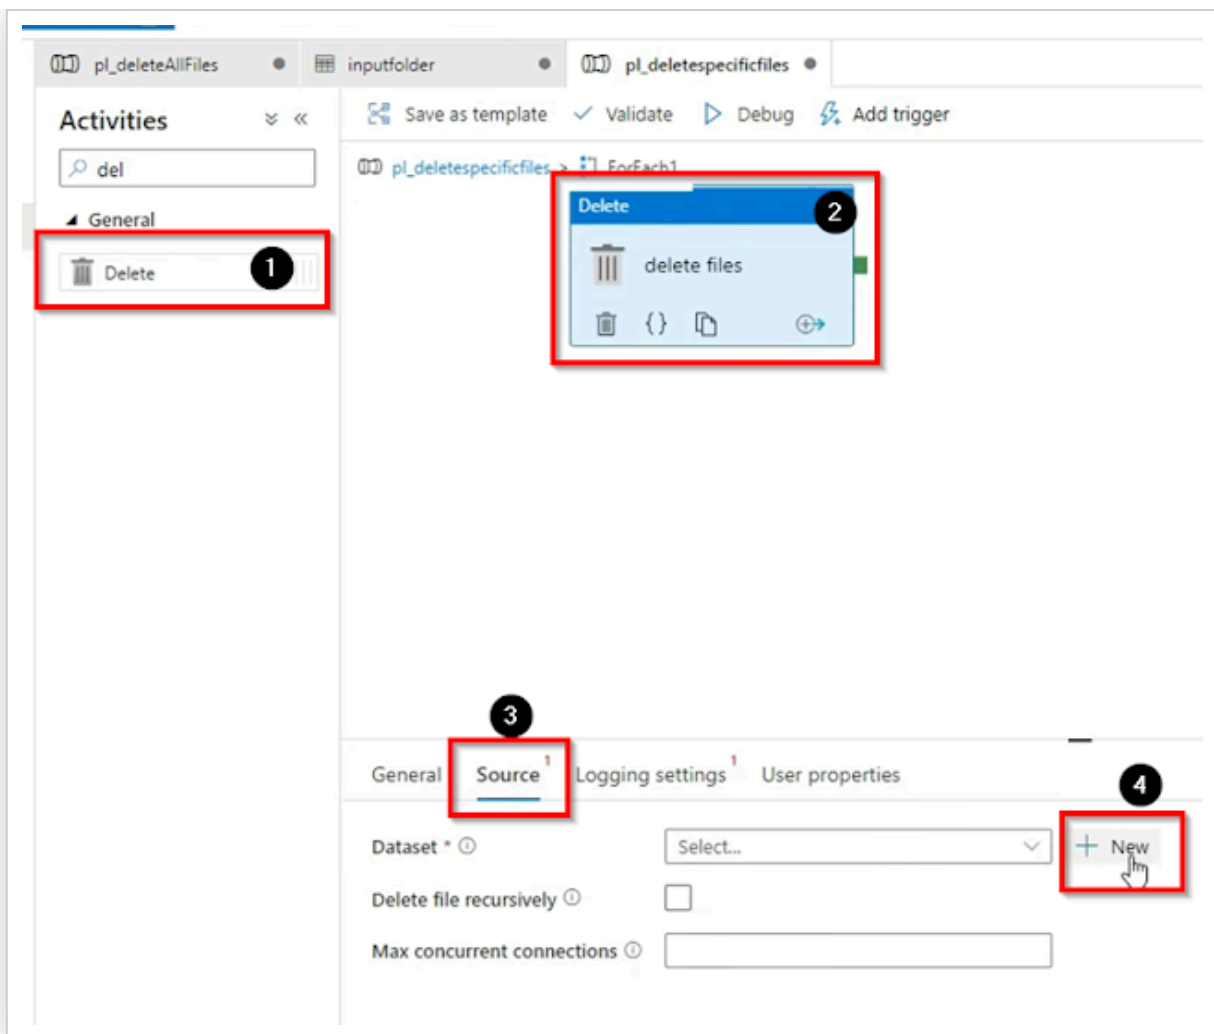 pl_deleteAllFiles inputfolder pl_deletespecificfiles
Activities
Save as template Validate Debug Add trigger
del
pl_deletespecificfiles > ForEach1
General
Delete 1
Delete 2
delete files
{}
3
General Source 1 Logging settings 1 User properties
4
Dataset * Select... + New
Delete file recursively
Max concurrent connections